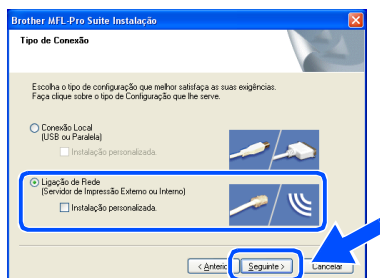 Brother MFL-Pro Suite Instalação
Tipo de Conexão
Escolha o tipo de configuração que melhor satisfaça as suas exigências.
Faça clique sobre o tipo de Configuração que lhe serve.
Conexão Local
(USB ou Paralela)
Instalação personalizada.
Ligação de Rede
(Servidor de Impressão Externo ou Interno)
Instalação personalizada.
< Anterior Seguinte > Cancelar